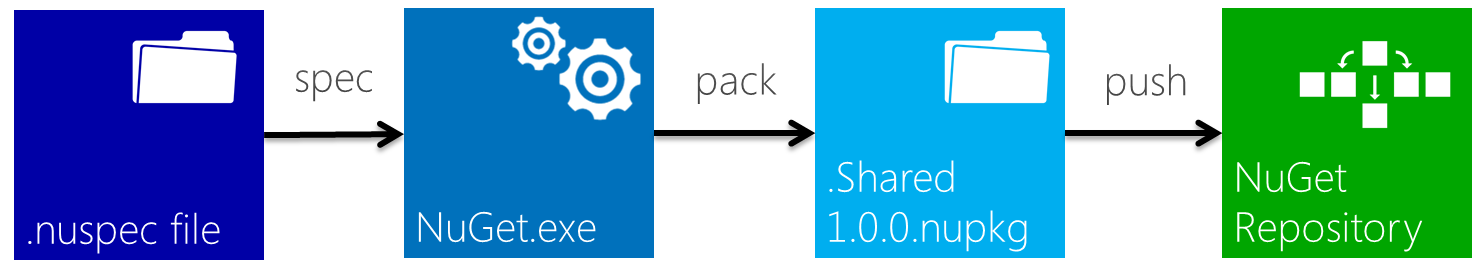 .nuspec file
spec
NuGet.exe
pack
.Shared
1.0.0.nupkg
push
NuGet
Repository